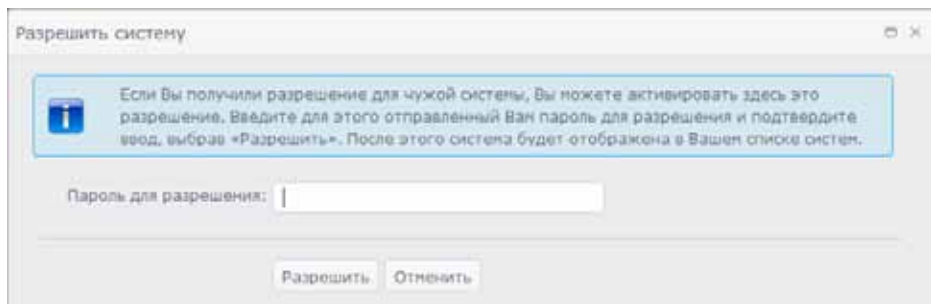 Разрешить систему
Если Вы получили разрешение для чужой системы, Вы можете активировать здесь это
разрешение. Введите для этого отправленный Вам пароль для разрешения и подтвердите
ввод, выбрав «Разрешить». После этого система будет отображена в Вашем списке систем.
Пароль для разрешения:
Разрешить Отменить